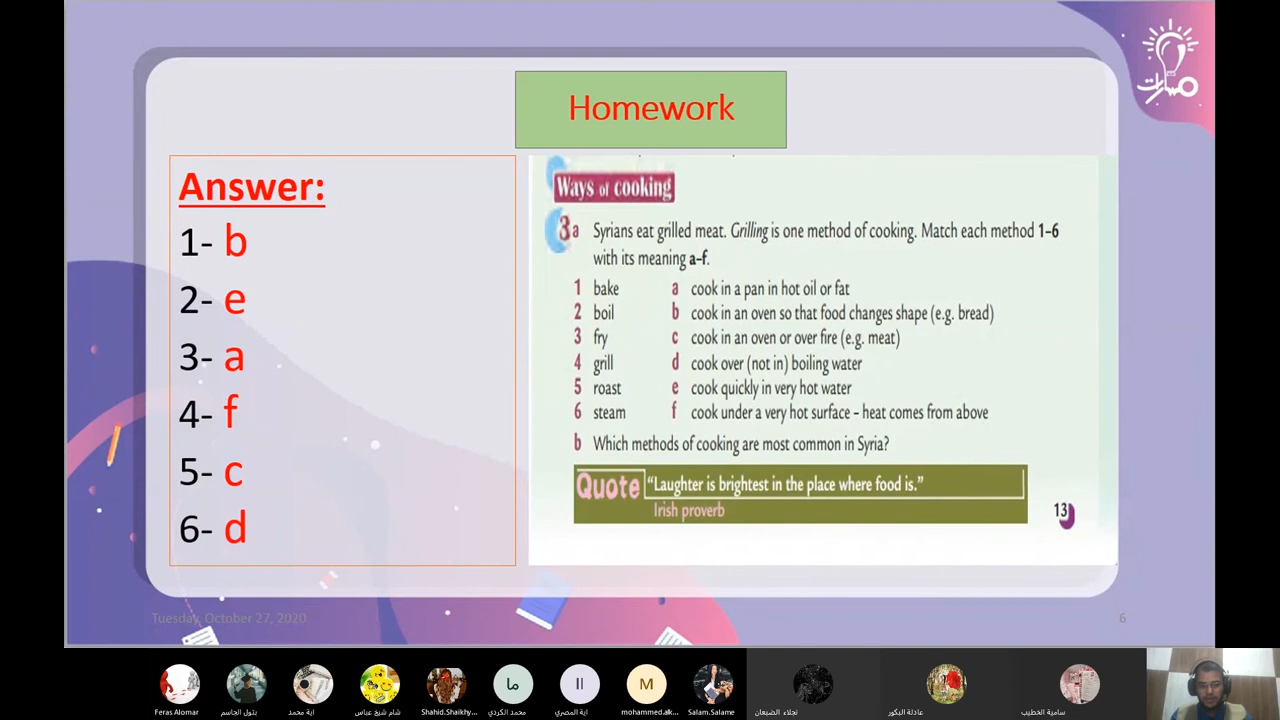 مسارات
Homework
Answer:
1- b
2- e
3- a
4- f
5- c
6- d
Ways of cooking
3a Syrians eat grilled meat. Grilling is one method of cooking. Match each method 1–6
with its meaning a–f.
1 bake a cook in a pan in hot oil or fat
2 boil b cook in an oven so that food changes shape (e.g. bread)
3 fry c cook in an oven or over fire (e.g. meat)
4 grill d cook over (not in) boiling water
5 roast e cook quickly in very hot water
6 steam f cook under a very hot surface – heat comes from above
b Which methods of cooking are most common in Syria?
Quote "Laughter is brightest in the place where food is."
Irish proverb
13
Tuesday, October 27, 2020
6
ما
اا
M
Feras Alomar
بتول الجاسم
اية محمد
شام شيخ عباس
Shahid.Shaikhy...
محمد الكردي
اية المصري
mohammed.alk...
Salam.Salame
نجلاء الضبعان
عادلة البكور
سامية الخطيب